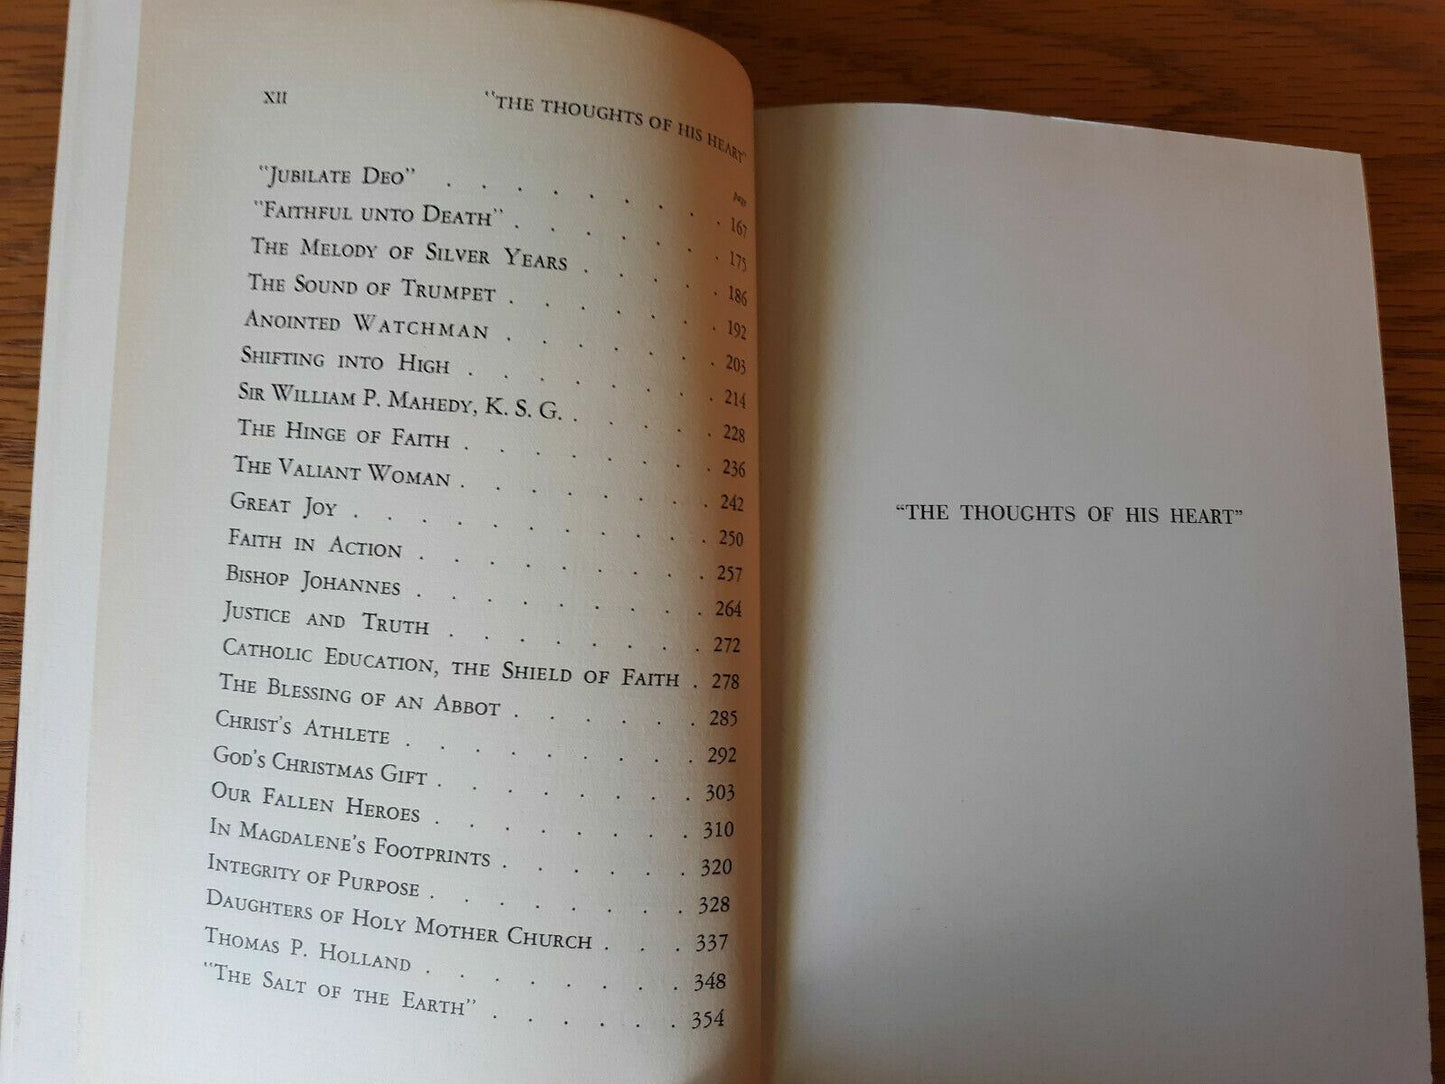 XII "THE THOUGHTS OF HIS HEART"
page
"JUBILATE DEO" . . . . . . . . 167
"FAITHFUL UNTO DEATH" . . . . . . 175
THE MELODY OF SILVER YEARS . . . . . 186
THE SOUND OF TRUMPET . . . . . . 192
ANOINTED WATCHMAN . . . . . . 203
SHIFTING INTO HIGH . . . . . . . 214
SIR WILLIAM P. MAHEDY, K. S. G. . . . . . 228
THE HINGE OF FAITH . . . . . . . 236
THE VALIANT WOMAN . . . . . . . 242
GREAT JOY . . . . . . . . . 250
FAITH IN ACTION . . . . . . . . 257
BISHOP JOHANNES . . . . . . . . 264
JUSTICE AND TRUTH . . . . . . . 272
CATHOLIC EDUCATION, THE SHIELD OF FAITH . 278
THE BLESSING OF AN ABBOT . . . . . . 285
CHRIST'S ATHLETE . . . . . . . . 292
GOD'S CHRISTMAS GIFT . . . . . . . 303
OUR FALLEN HEROES . . . . . . . 310
IN MAGDALENE'S FOOTPRINTS . . . . . . 320
INTEGRITY OF PURPOSE . . . . . . . 328
DAUGHTERS OF HOLY MOTHER CHURCH . . . 337
THOMAS P. HOLLAND . . . . . . . 348
"THE SALT OF THE EARTH" . . . . . . 354
"THE THOUGHTS OF HIS HEART"